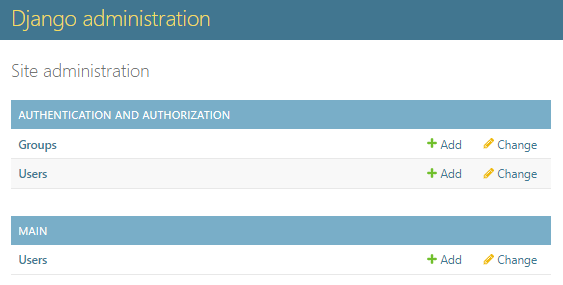 Django administration
Site administration
AUTHENTICATION AND AUTHORIZATION
Groups Add Change
Users Add Change
MAIN
Users Add Change